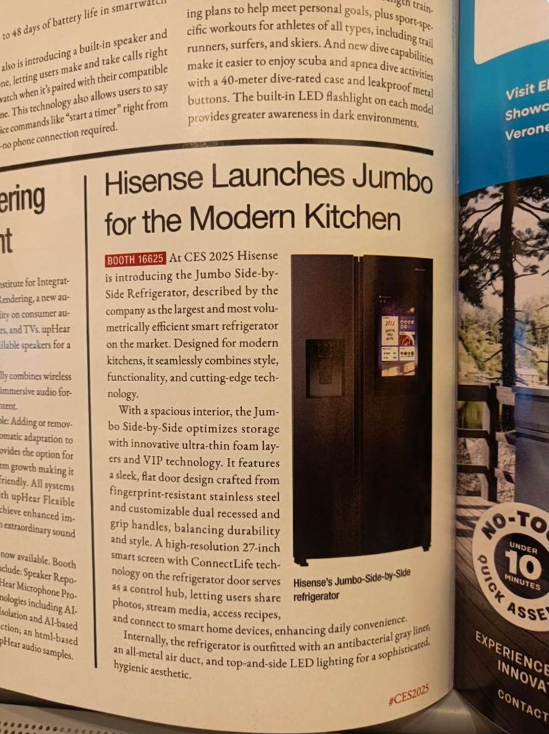 to 48 days of battery life in smartwatch
also is introducing a built-in speaker and
ne, letting users make and take calls right
watch when it's paired with their compatible
ne. This technology also allows users to say
ice commands like "start a timer" right from
-no phone connection required.
ngth train-
ing plans to help meet personal goals, plus sport-spe-
cific workouts for athletes of all types, including trail
runners, surfers, and skiers. And new dive capabilities
make it easier to enjoy scuba and apnea dive activities
with a 40-meter dive-rated case and leakproof metal
buttons. The built-in LED flashlight on each model
provides greater awareness in dark environments.
ering
nt
nstitute for Integrat-
Rendering, a new au-
lity on consumer au-
rs, and TVs. upHear
ilable speakers for a
lly combines wireless
immersive audio for-
ntent.
ple: Adding or remov-
omatic adaptation to
ovides the option for
em growth making it
friendly. All systems
ith upHear Flexible
chieve enhanced im-
n extraordinary sound
now available. Booth
nclude: Speaker Repo-
Hear Microphone Pro-
nologies including AI-
Isolation and AI-based
ction; an html-based
pHear audio samples.
Hisense Launches Jumbo
for the Modern Kitchen
BOOTH 16625 At CES 2025 Hisense
is introducing the Jumbo Side-by-
Side Refrigerator, described by the
company as the largest and most volu-
metrically efficient smart refrigerator
on the market. Designed for modern
kitchens, it seamlessly combines style,
functionality, and cutting-edge tech-
nology.
With a spacious interior, the Jum-
bo Side-by-Side optimizes storage
with innovative ultra-thin foam lay-
ers and VIP technology. It features
a sleek, flat door design crafted from
fingerprint-resistant stainless steel
and customizable dual recessed and
grip handles, balancing durability
and style. A high-resolution 27-inch
smart screen with ConnectLife tech-
nology on the refrigerator door serves
as a control hub, letting users share
photos, stream media, access recipes,
and connect to smart home devices, enhancing daily convenience.
Internally, the refrigerator is outfitted with an antibacterial gray liner,
an all-metal air duct, and top-and-side LED lighting for a sophisticated,
hygienic aesthetic.
Hisense's Jumbo-Side-by-Side
refrigerator
#CES2025
Visit El
Showc
Verone
NO-TOO
UNDER
10
MINUTES
QUICK ASSE
EXPERIENCE
INNOVA
CONTACT